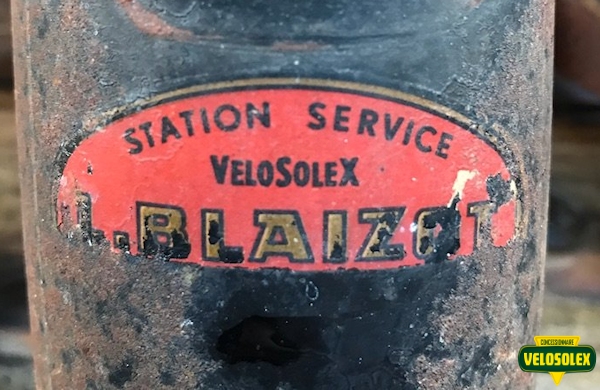 STATION SERVICE
VELOSOLEX
L. BLAIZOT
CONCESSIONNAIRE
VELOSOLEX